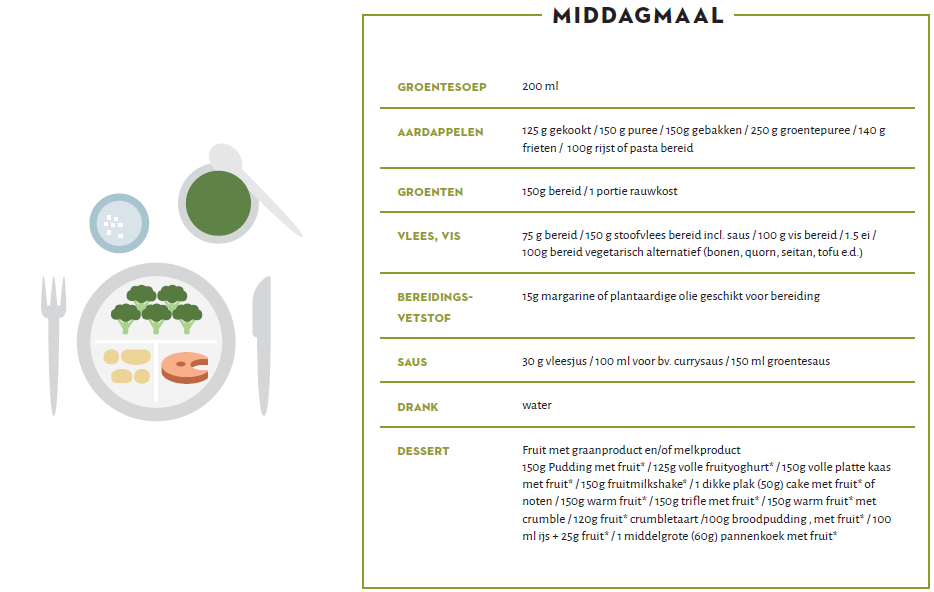 MIDDAGMAAL
GROENTESOEP 200 ml
AARDAPPELEN 125 g gekookt / 150 g puree / 150g gebakken / 250 g groentepuree / 140 g
frieten / 100g rijst of pasta bereid
GROENTEN 150g bereid / 1 portie rauwkost
VLEES, VIS 75 g bereid / 150 g stoofvlees bereid incl. saus / 100 g vis bereid / 1.5 ei /
100g bereid vegetarisch alternatief (bonen, quorn, seitan, tofu e.d.)
BEREIDINGS- 15g margarine of plantaardige olie geschikt voor bereiding
VETSTOF
SAUS 30 g vleesjus / 100 ml voor bv. currysaus / 150 ml groentesaus
DRANK water
DESSERT Fruit met graanproduct en/of melkproduct
150g Pudding met fruit* / 125g volle fruityoghurt* / 150g volle platte kaas
met fruit* / 150g fruitmilkshake* / 1 dikke plak (50g) cake met fruit* of
noten / 150g warm fruit* / 150g trifle met fruit* / 150g warm fruit* met
crumble / 120g fruit* crumbletaart /100g broodpudding , met fruit* / 100
ml ijs + 25g fruit* / 1 middelgrote (60g) pannenkoek met fruit*